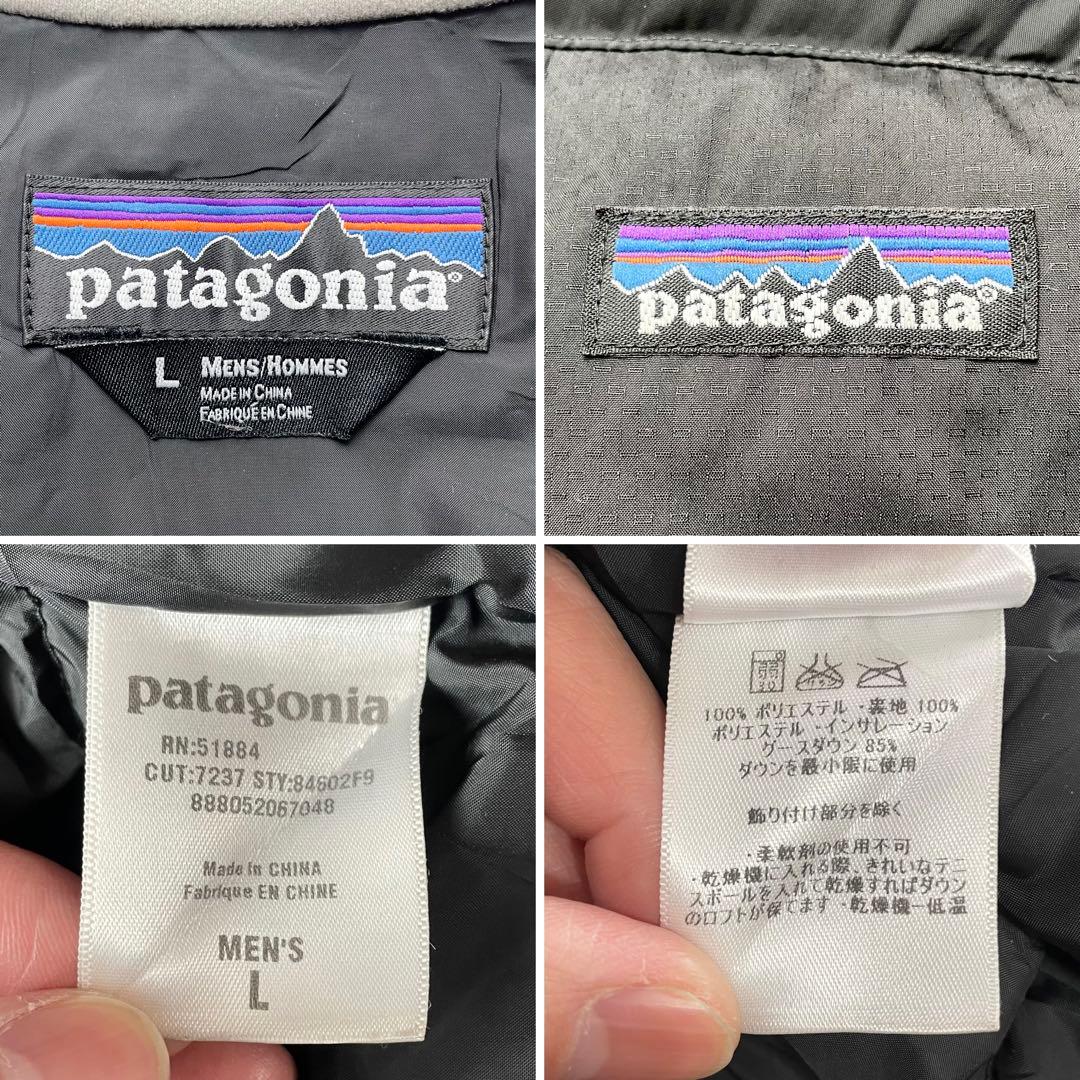 patagonia®
L MENS/HOMMES
MADE IN CHINA
FABRIQUÉ EN CHINE
patagonia®
patagonia
RN:51884
CUT:7237 STY:84602F9
888052067048
Made in CHINA
Fabrique EN CHINE
MEN'S
L
弱
30
100% ポリエステル・裏地 100%
ポリエステル・インサレーション
グースダウン 85%
ダウンを最小限に使用
飾り付け部分を除く
・柔軟剤の使用不可
・乾燥機に入れる際、きれいなテニ
スボールを入れて乾燥すればダウン
のロフトが保てます・乾燥機ー低温